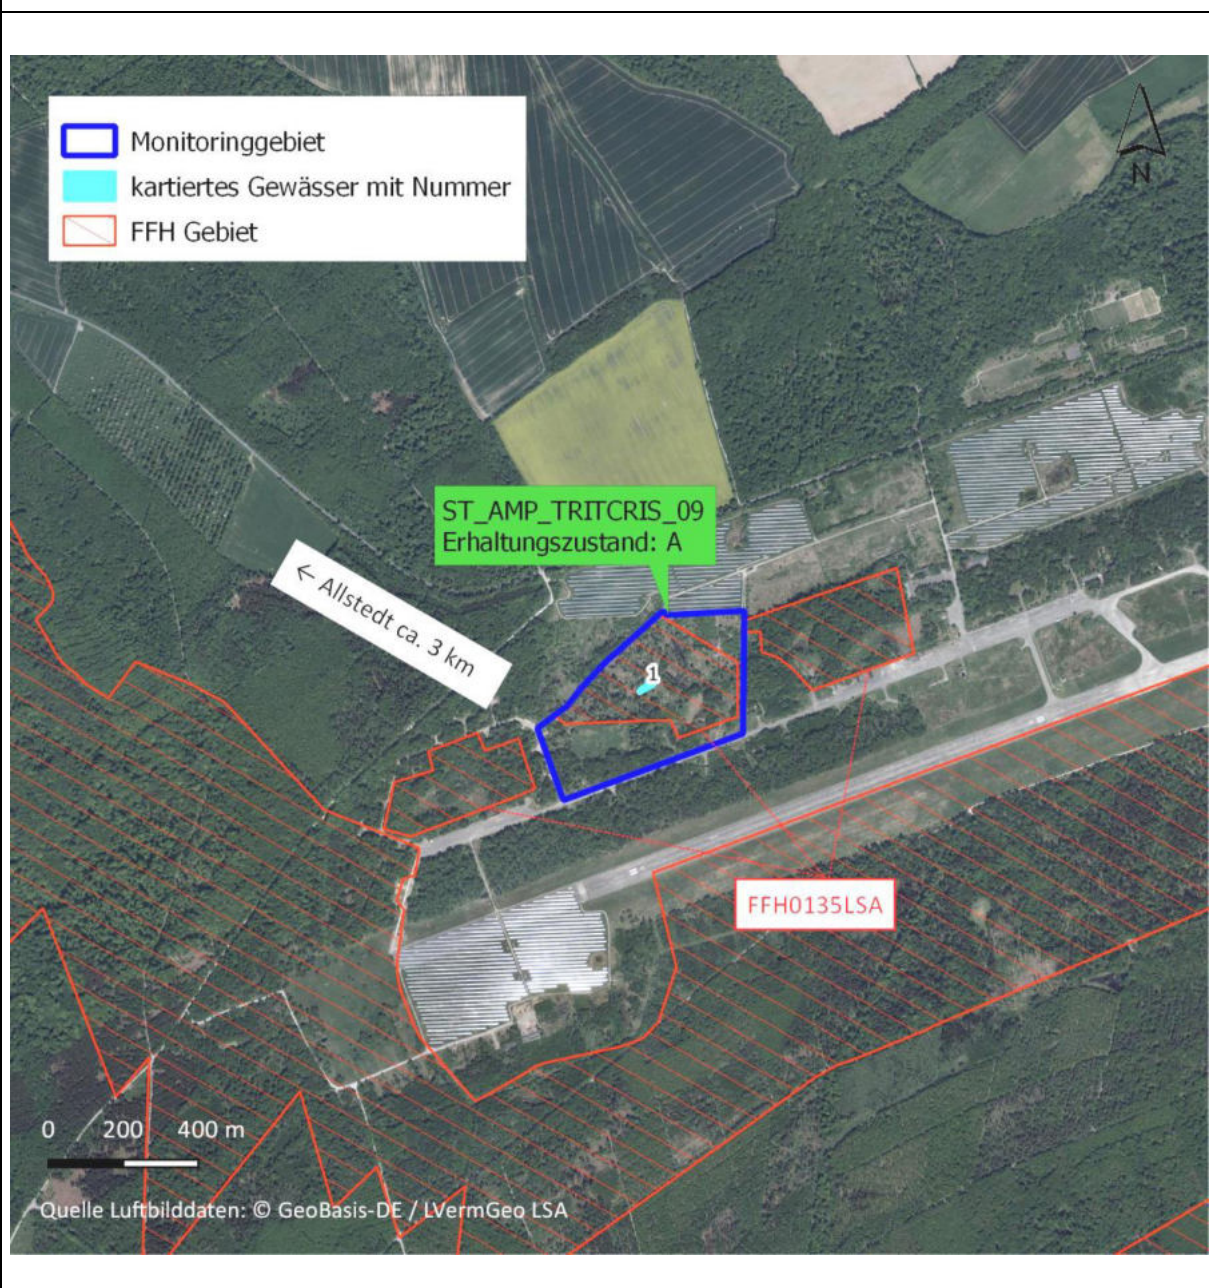 Monitoringgebiet
kartiertes Gewässer mit Nummer
FFH Gebiet
N
ST_AMP_TRITCRIS_09
Erhaltungszustand: A
← Allstedt ca. 3 km
1
FFH0135LSA
0 200 400 m
Quelle Luftbilddaten: © GeoBasis-DE / LVermGeo LSA